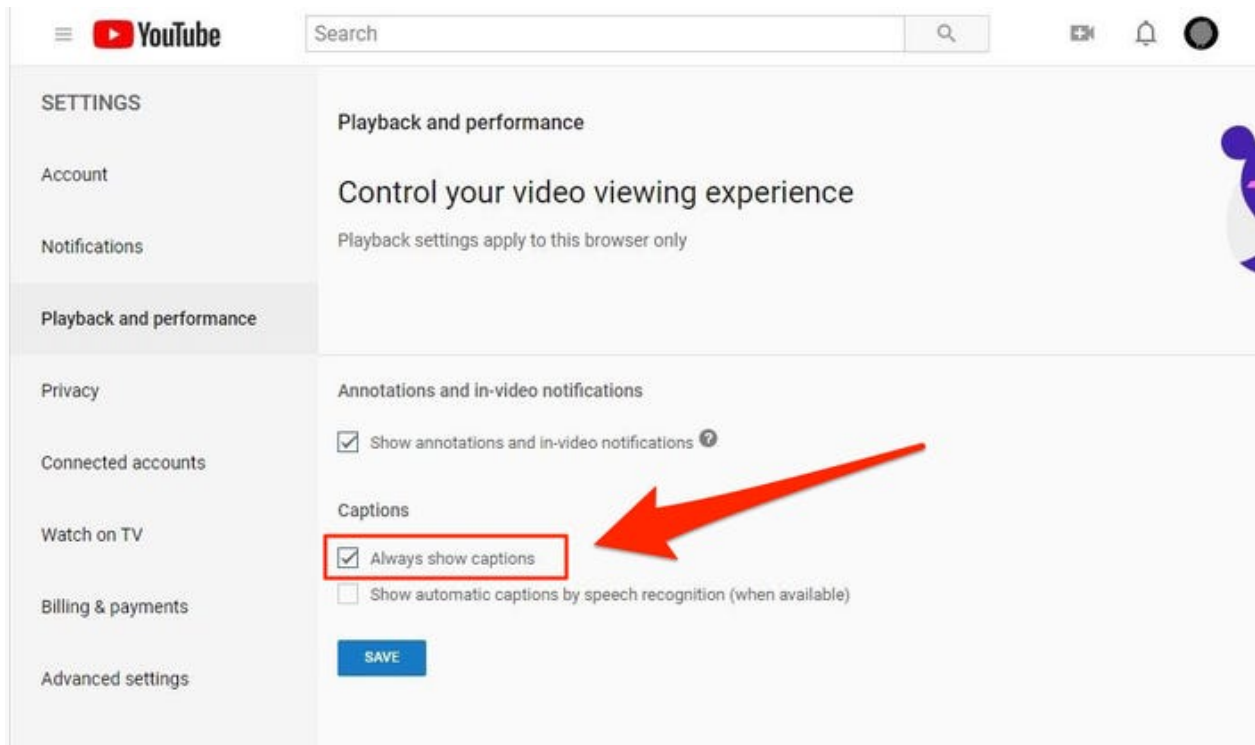 YouTube
Search
SETTINGS
Account
Notifications
Playback and performance
Privacy
Connected accounts
Watch on TV
Billing & payments
Advanced settings
Playback and performance
Control your video viewing experience
Playback settings apply to this browser only
Annotations and in-video notifications
Show annotations and in-video notifications ?
Captions
Always show captions
Show automatic captions by speech recognition (when available)
SAVE